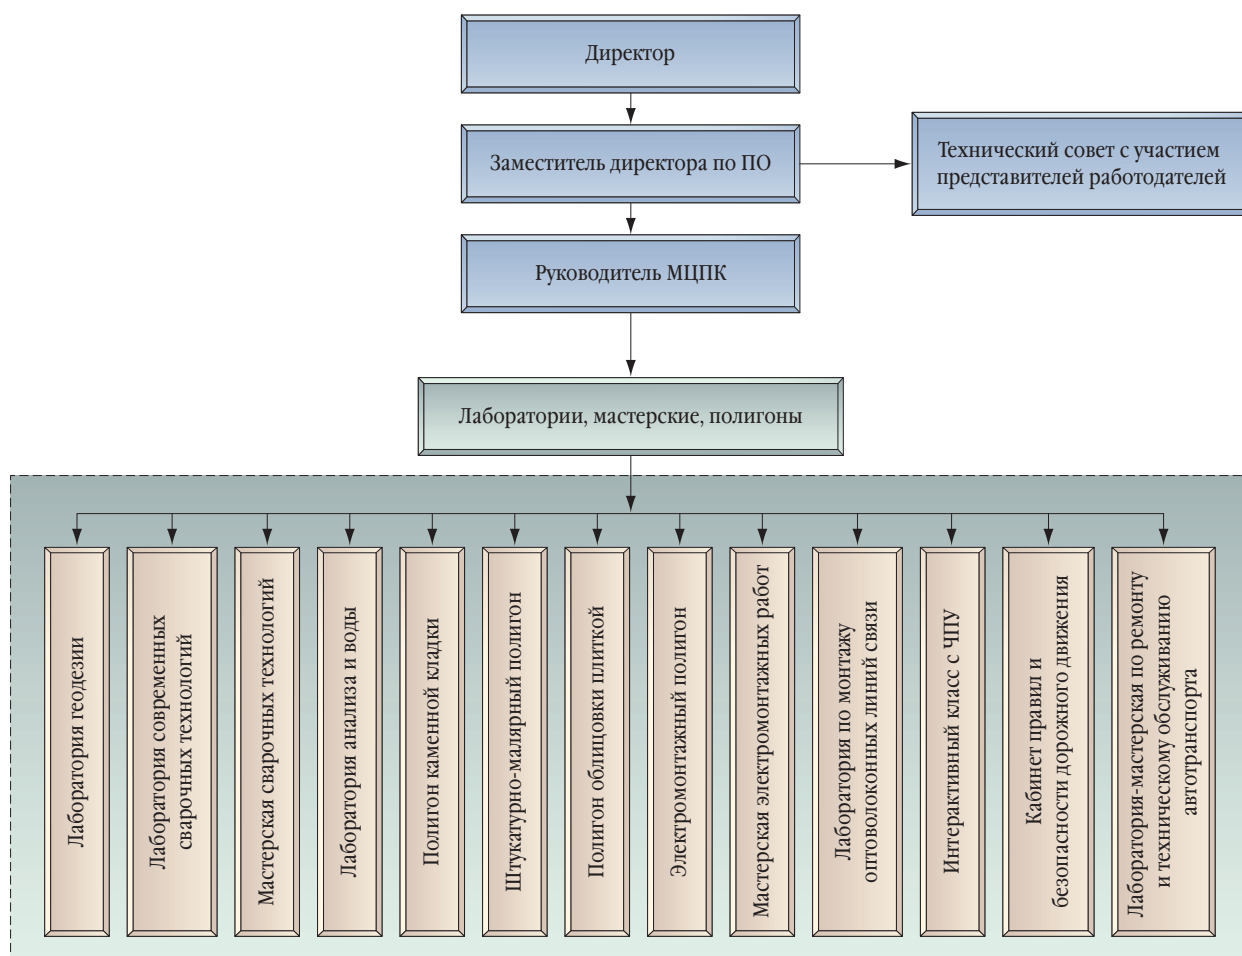 Директор
Заместитель директора по ПО
Технический совет с участием
представителей работодателей
Руководитель МЦПК
Лаборатории, мастерские, полигоны
Лаборатория геодезии
Лаборатория современных
сварочных технологий
Мастерская сварочных технологий
Лаборатория анализа и воды
Полигон каменной кладки
Штукатурно-малярный полигон
Полигон облицовки плиткой
Электромонтажный полигон
Мастерская электромонтажных работ
Лаборатория по монтажу
оптоволоконных линий связи
Интерактивный класс с ЧПУ
Кабинет правил и
безопасности дорожного движения
Лаборатория-мастерская по ремонту
и техническому обслуживанию
автотранспорта